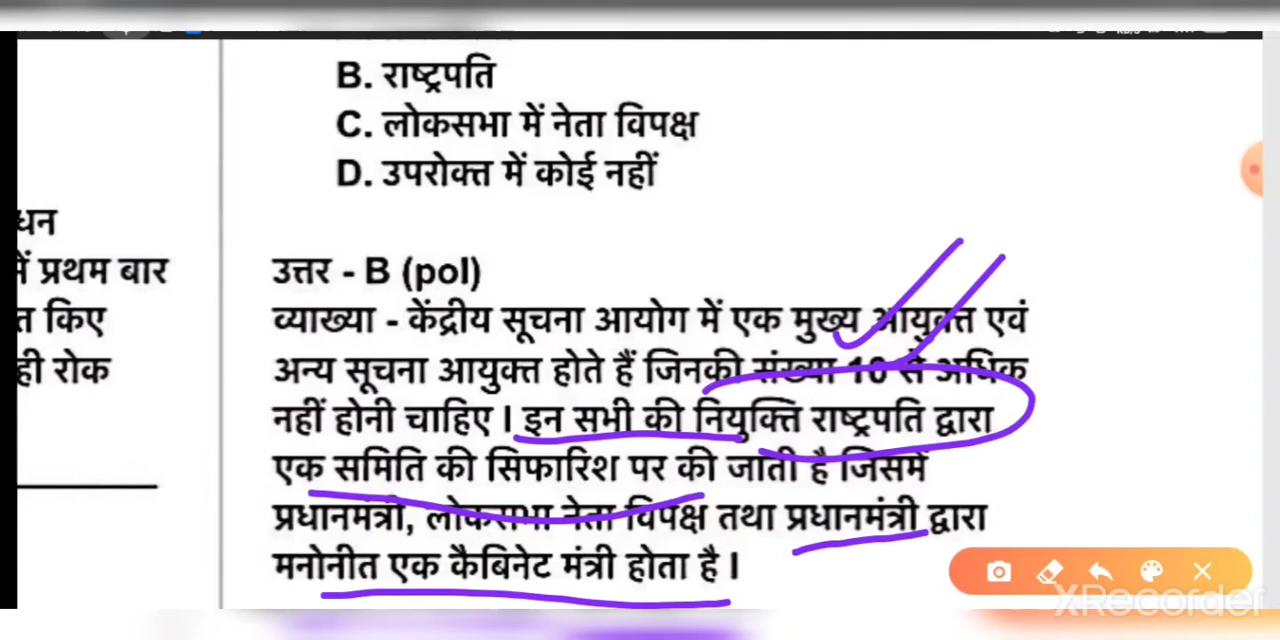 B. राष्ट्रपति
C. लोकसभा में नेता विपक्ष
D. उपरोक्त में कोई नहीं
धन
में प्रथम बार
त किए
ही रोक
उत्तर - B (pol)
व्याख्या - केंद्रीय सूचना आयोग में एक मुख्य आयुक्त एवं
अन्य सूचना आयुक्त होते हैं जिनकी संख्या 10 से अधिक
नहीं होनी चाहिए । इन सभी की नियुक्ति राष्ट्रपति द्वारा
एक समिति की सिफारिश पर की जाती है जिसमें
प्रधानमंत्री, लोकसभा नेता विपक्ष तथा प्रधानमंत्री द्वारा
मनोनीत एक कैबिनेट मंत्री होता है ।
XRecorder